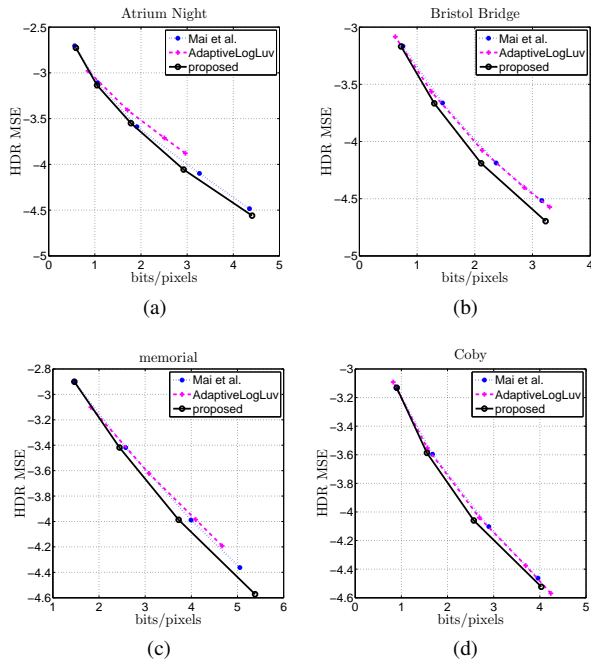 Atrium Night
−2.5
−3
−3.5
−4
−4.5
−5
HDR MSE
Mai et al.
AdaptiveLogLuv
proposed
0 1 2 3 4 5
bits/pixels
(a)
Bristol Bridge
−3
−3.5
−4
−4.5
−5
HDR MSE
Mai et al.
AdaptiveLogLuv
proposed
0 1 2 3 4
bits/pixels
(b)
memorial
−2.8
−3
−3.2
−3.4
−3.6
−3.8
−4
−4.2
−4.4
−4.6
HDR MSE
Mai et al.
AdaptiveLogLuv
proposed
1 2 3 4 5 6
bits/pixels
(c)
Coby
−3
−3.2
−3.4
−3.6
−3.8
−4
−4.2
−4.4
−4.6
HDR MSE
Mai et al.
AdaptiveLogLuv
proposed
0 1 2 3 4 5
bits/pixels
(d)